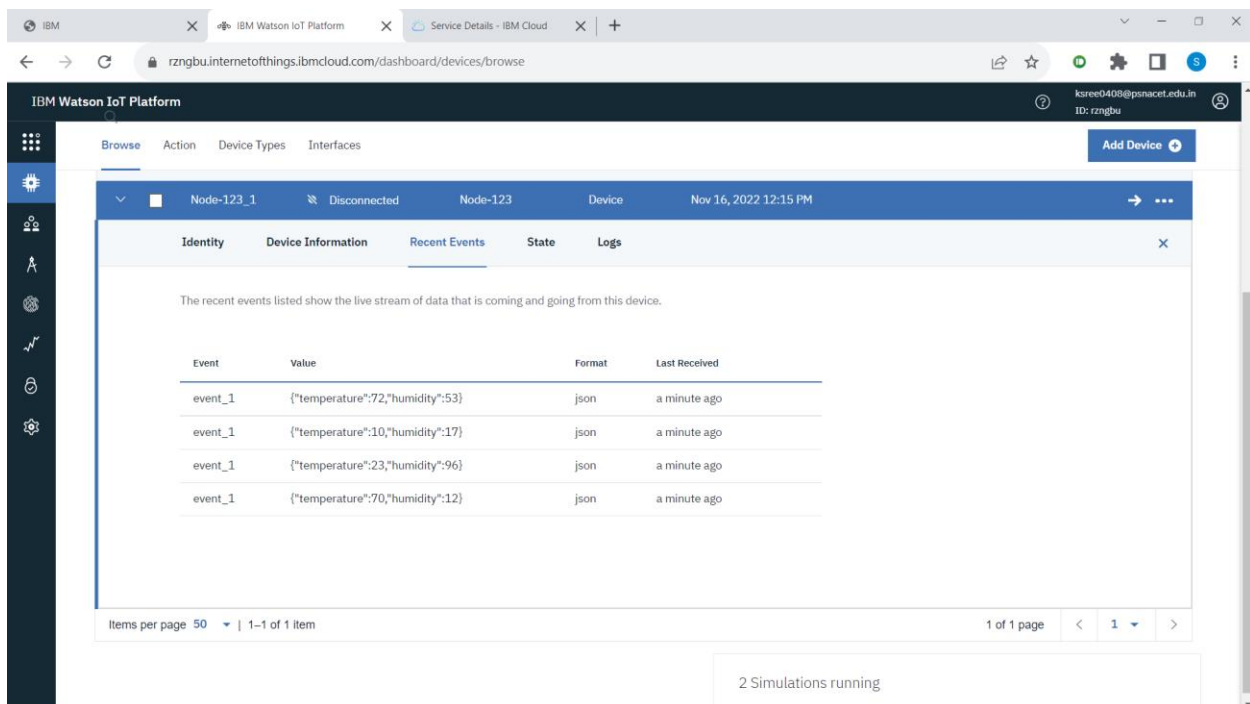 IBM
IBM Watson IoT Platform
Service Details - IBM Cloud
rzngbu.internetofthings.ibmcloud.com/dashboard/devices/browse
S
IBM Watson IoT Platform
ksree0408@psnacet.edu.in
ID: rzngbu
Browse Action Device Types Interfaces
Add Device
Node-123_1 Disconnected Node-123 Device Nov 16, 2022 12:15 PM
Identity Device Information Recent Events State Logs
The recent events listed show the live stream of data that is coming and going from this device.
Event Value Format Last Received
event_1 {"temperature":72,"humidity":53} json a minute ago
event_1 {"temperature":10,"humidity":17} json a minute ago
event_1 {"temperature":23,"humidity":96} json a minute ago
event_1 {"temperature":70,"humidity":12} json a minute ago
Items per page 50 | 1–1 of 1 item 1 of 1 page < 1 >
2 Simulations running